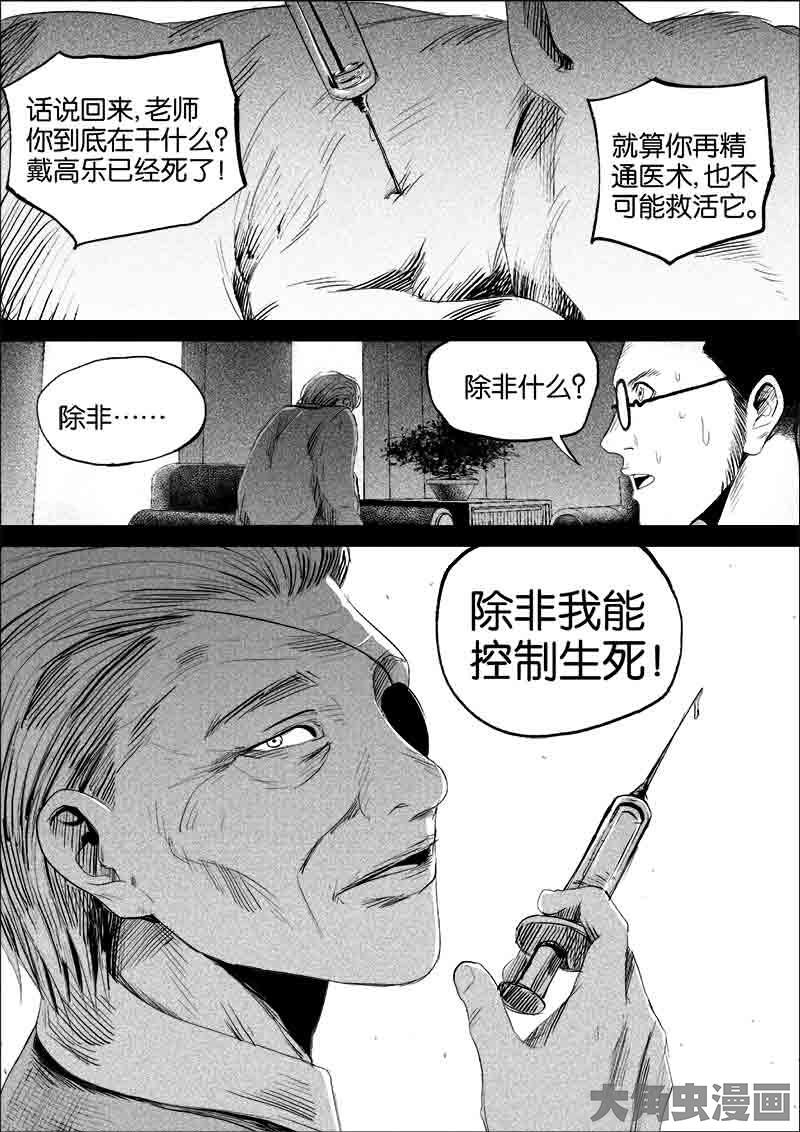 话说回来,老师
你到底在干什么?
戴高乐已经死了!
就算你再精
通医术,也不
可能救活它。
除非……
除非什么?
除非我能
控制生死!
大角虫漫画